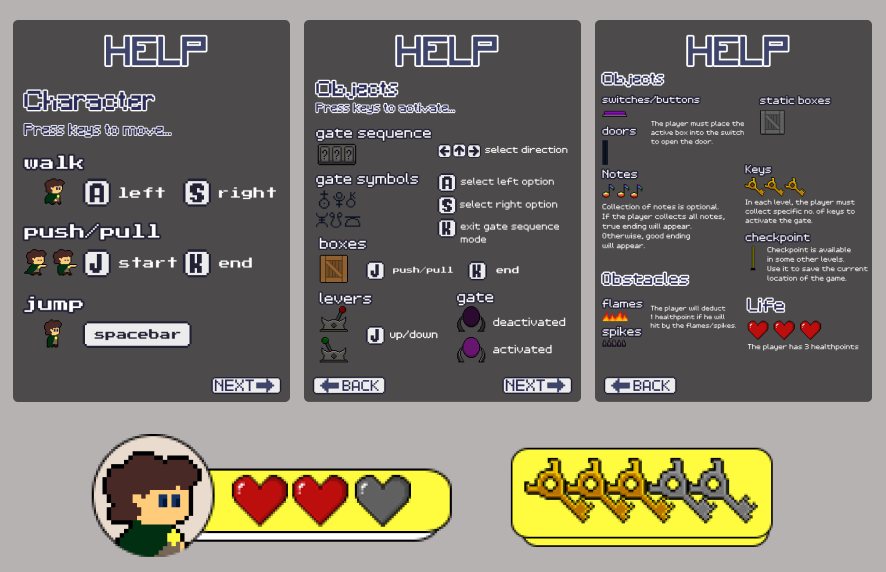 HELP
Character
Press keys to move...
walk
A left S right
push/pull
J start K end
jump
spacebar
NEXT
HELP
Objects
Press keys to activate...
gate sequence
???
select direction
gate symbols
A select left option
S select right option
K exit gate sequence
mode
boxes
J push/pull K end
levers
J up/down
gate
deactivated
activated
BACK
NEXT
HELP
Objects
switches/buttons
The player must place the
active box into the switch
to open the door.
static boxes
doors
Notes
Collection of notes is optional.
If the player collects all notes,
true ending will appear.
Otherwise, good ending
will appear.
Keys
In each level, the player must
collect specific no. of keys to
activate the gate.
checkpoint
Checkpoint is available
in some other levels.
Use it to save the current
location of the game.
Obstacles
flames
The player will deduct
1 healthpoint if he will
hit by the flames/spikes.
spikes
Life
The player has 3 healthpoints
BACK